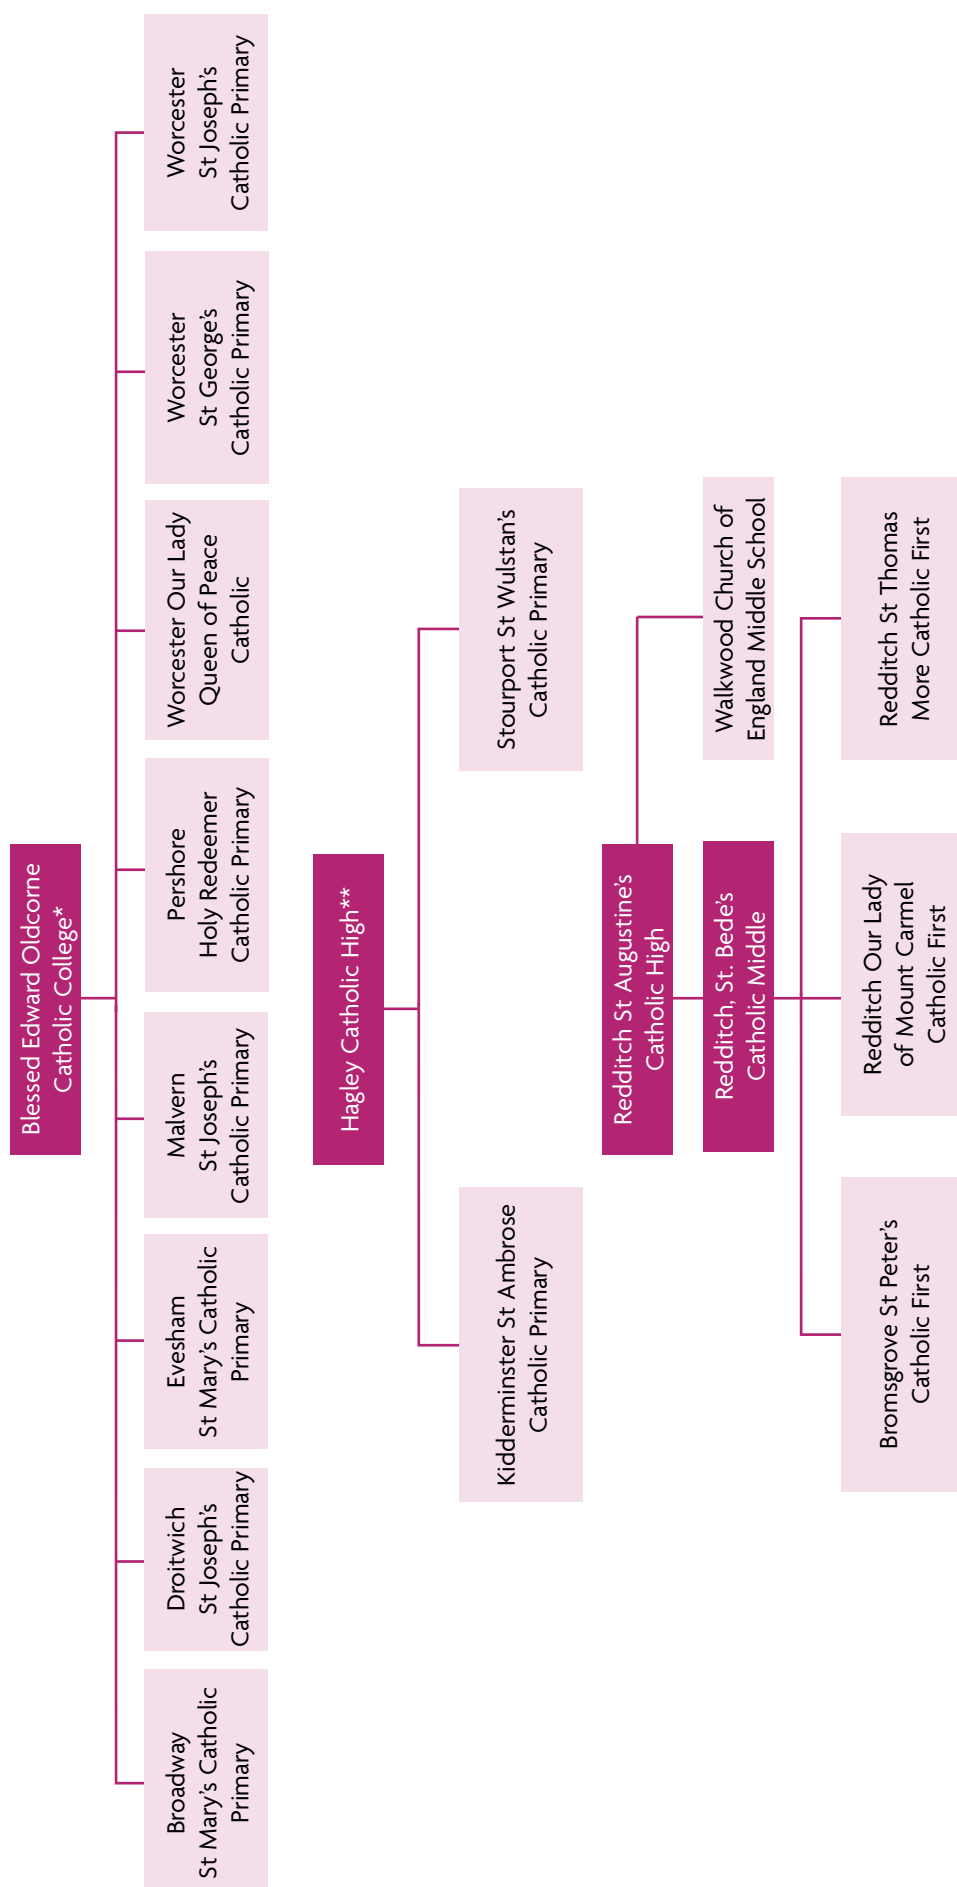 Blessed Edward Oldcorne
Catholic College*
Broadway
St Mary's Catholic
Primary
Droitwich
St Joseph's
Catholic Primary
Evesham
St Mary's Catholic
Primary
Malvern
St Joseph's
Catholic Primary
Pershore
Holy Redeemer
Catholic Primary
Worcester Our Lady
Queen of Peace
Catholic
Worcester
St George's
Catholic Primary
Worcester
St Joseph's
Catholic Primary
Hagley Catholic High**
Kidderminster St Ambrose
Catholic Primary
Stourport St Wulstan's
Catholic Primary
Redditch St Augustine's
Catholic High
Redditch, St. Bede's
Catholic Middle
Walkwood Church of
England Middle School
Bromsgrove St Peter's
Catholic First
Redditch Our Lady
of Mount Carmel
Catholic First
Redditch St Thomas
More Catholic First